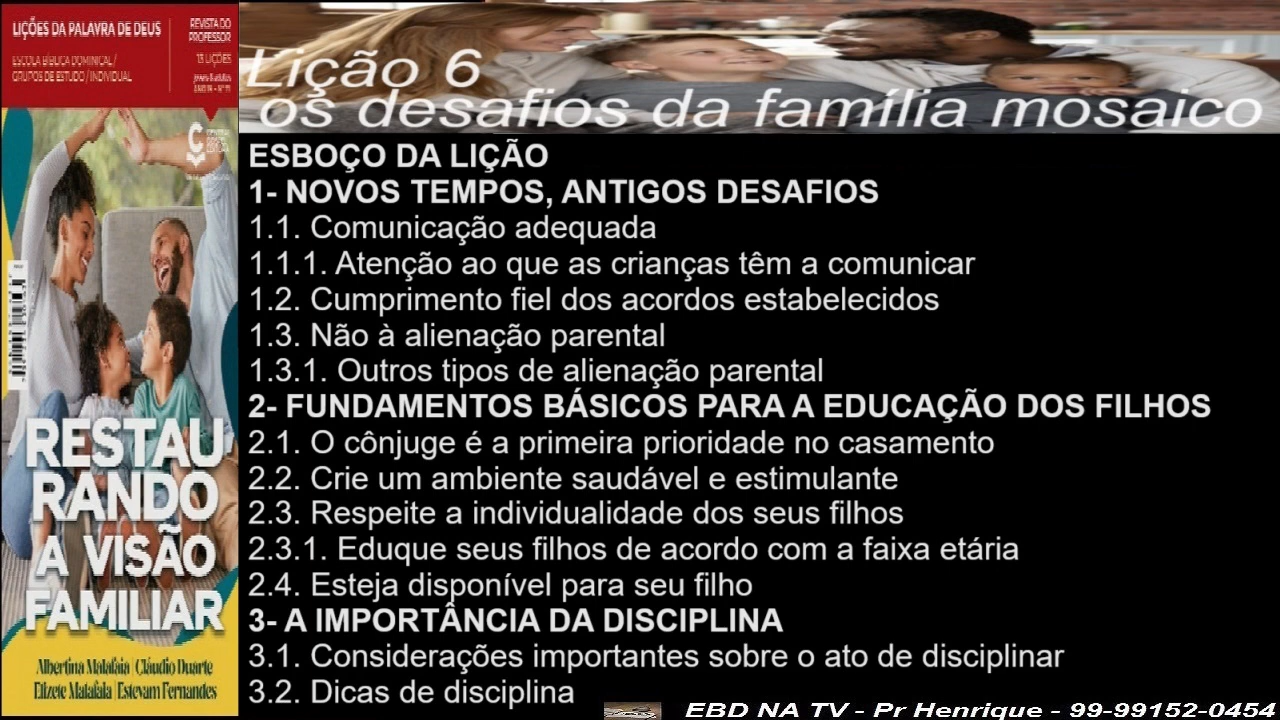 LIÇÕES DA PALAVRA DE DEUS
ESCOLA BÍBLICA DOMINICAL /
GRUPOS DE ESTUDO / INDIVIDUAL
REVISTA DO
PROFESSOR
13 LIÇÕES
RESTAU
RANDO
A VISÃO
FAMILIAR
Albertina Malafaia | Cláudio Duarte
Elizete Malafaia | Estevam Fernandes
Lição 6
os desafios da família mosaico
ESBOÇO DA LIÇÃO
1- NOVOS TEMPOS, ANTIGOS DESAFIOS
1.1. Comunicação adequada
1.1.1. Atenção ao que as crianças têm a comunicar
1.2. Cumprimento fiel dos acordos estabelecidos
1.3. Não à alienação parental
1.3.1. Outros tipos de alienação parental
2- FUNDAMENTOS BÁSICOS PARA A EDUCAÇÃO DOS FILHOS
2.1. O cônjuge é a primeira prioridade no casamento
2.2. Crie um ambiente saudável e estimulante
2.3. Respeite a individualidade dos seus filhos
2.3.1. Eduque seus filhos de acordo com a faixa etária
2.4. Esteja disponível para seu filho
3- A IMPORTÂNCIA DA DISCIPLINA
3.1. Considerações importantes sobre o ato de disciplinar
3.2. Dicas de disciplina
EBD NA TV - Pr Henrique - 99-99152-0454